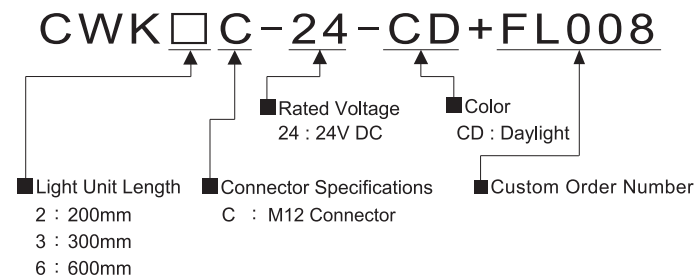 CWK□C-24-CD+FL008
■Rated Voltage
24 : 24V DC
■Color
CD : Daylight
■Light Unit Length
2 : 200mm
3 : 300mm
6 : 600mm
■Connector Specifications
C : M12 Connector
■Custom Order Number